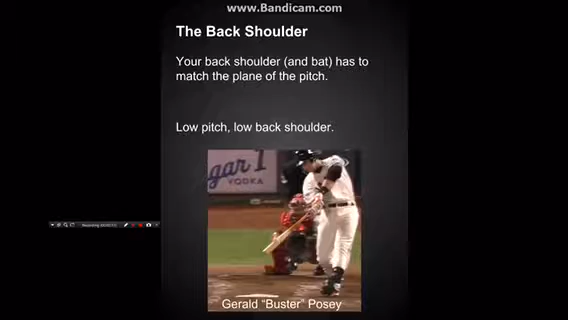 www.Bandicam.com
The Back Shoulder
Your back shoulder (and bat) has to
match the plane of the pitch.
Low pitch, low back shoulder.
gar 1
VODKA
Gerald “Buster” Posey